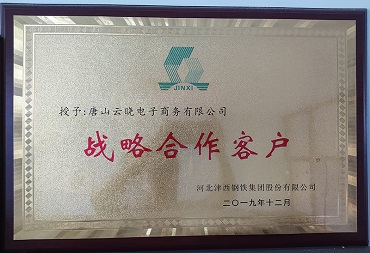 JINXI
授予:唐山云晓电子商务有限公司
战略合作客户
河北津西钢铁集团股份有限公司
二〇一九年十二月